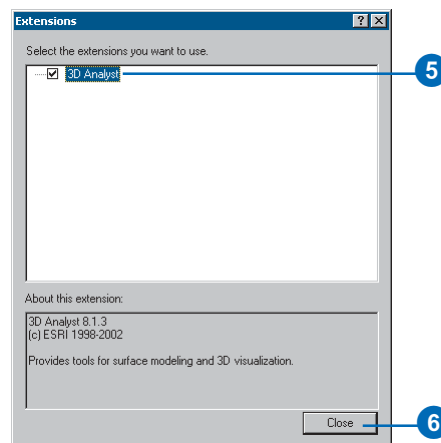 Extensions
Select the extensions you want to use.
3D Analyst
5
About this extension:
3D Analyst 8.1.3
(c) ESRI 1998-2002
Provides tools for surface modeling and 3D visualization.
Close
6